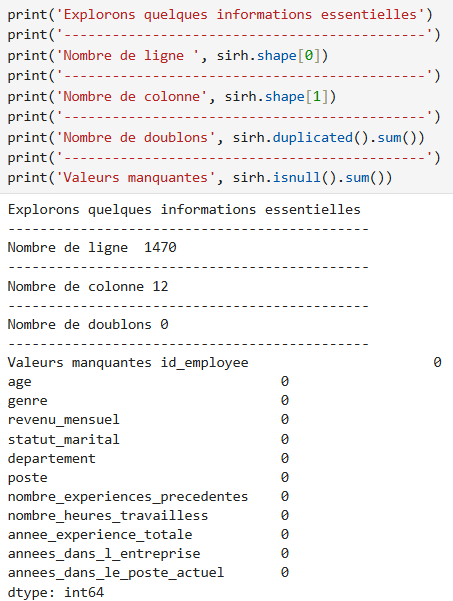 print('Explorons quelques informations essentielles')
print('---------------------------------------------')
print('Nombre de ligne ', sirh.shape[0])
print('---------------------------------------------')
print('Nombre de colonne', sirh.shape[1])
print('---------------------------------------------')
print('Nombre de doublons', sirh.duplicated().sum())
print('---------------------------------------------')
print('Valeurs manquantes', sirh.isnull().sum())
Explorons quelques informations essentielles
---------------------------------------------
Nombre de ligne  1470
---------------------------------------------
Nombre de colonne 12
---------------------------------------------
Nombre de doublons 0
---------------------------------------------
Valeurs manquantes id_employee                       0
age                             0
genre                           0
revenu_mensuel                  0
statut_marital                  0
departement                     0
poste                           0
nombre_experiences_precedentes    0
nombre_heures_travailless       0
annee_experience_totale         0
annees_dans_l_entreprise        0
annees_dans_le_poste_actuel     0
dtype: int64